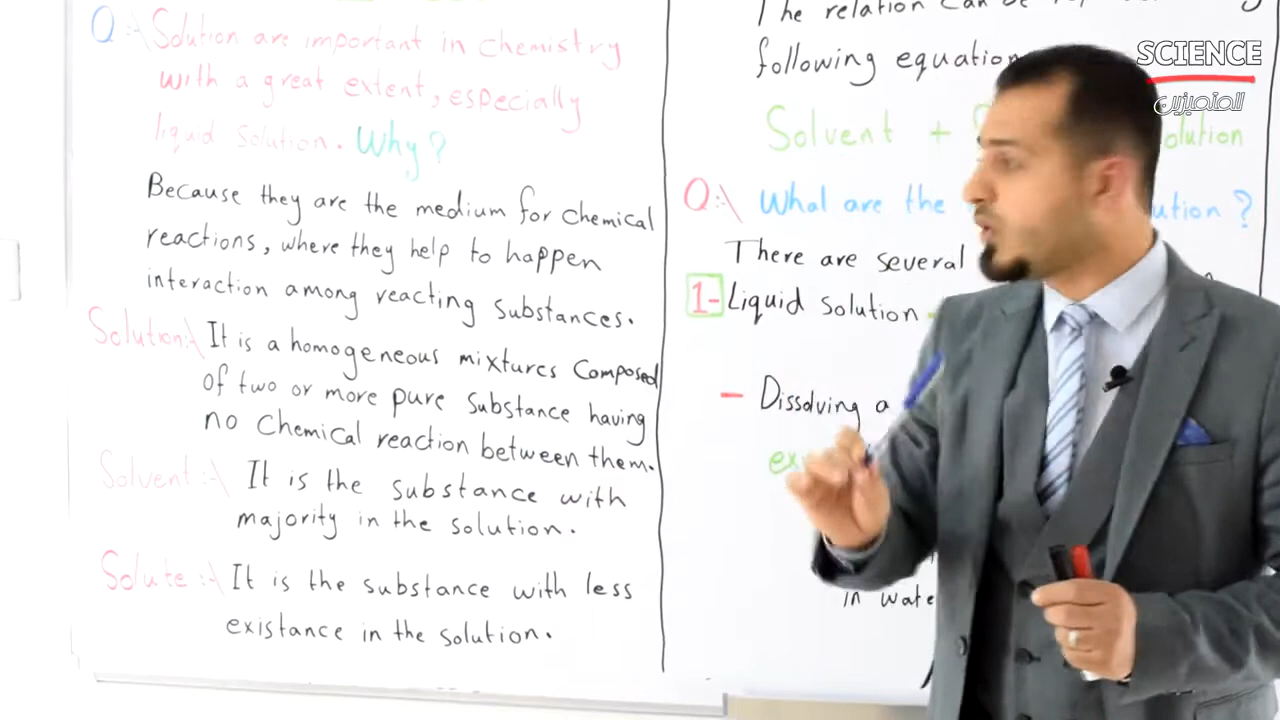 Q:\ Solution are important in chemistry
with a great extent, especially
liquid solution. Why?
Because they are the medium for chemical
reactions, where they help to happen
interaction among reacting substances.
Solution:\ It is a homogeneous mixtures composed
of two or more pure substance having
no chemical reaction between them.
Solvent:-\ It is the substance with
majority in the solution.
Solute:-\ It is the substance with less
existance in the solution.
The relation can be
following equation
Solvent + olution
Q:\ What are the ution ?
There are several
1- Liquid solution -
- Dissolving a
ex
in wate
SCIENCE
المتميزين